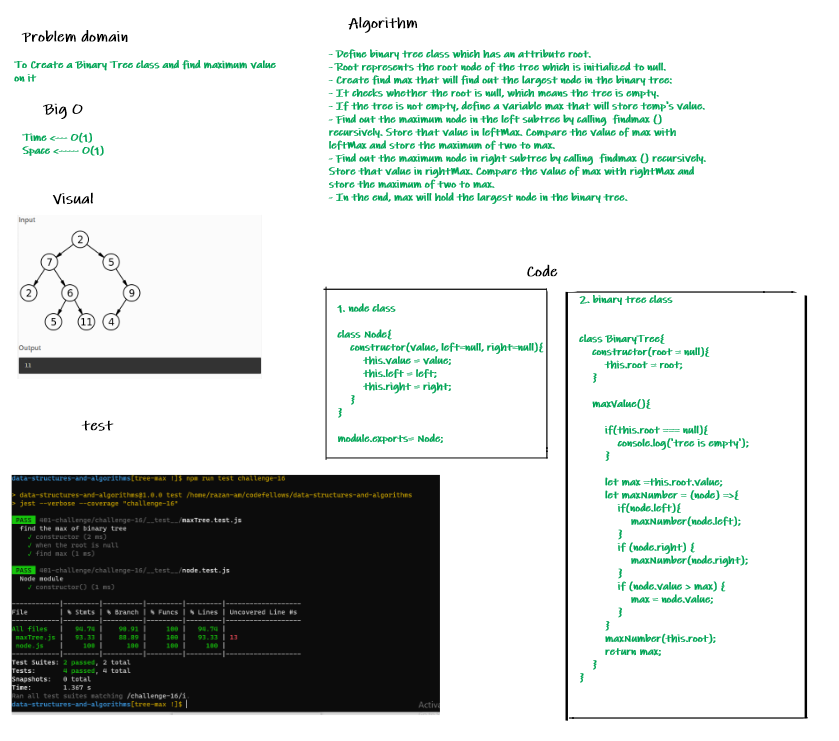 Problem domain
To Create a Binary Tree class and find maximum value
on it
Big O
Time <--- O(1)
Space <----- O(1)
Visual
Input
2
7
5
2
6
9
5
11
4
Output
11
test
data-structures-and-algorithms[tree-max !]$ npm run test challenge-16
> data-structures-and-algorithms@1.0.0 test /home/razan-am/codefellows/data-structures-and-algorithms
> jest --verbose --coverage "challenge-16"
PASS 401-challenge/challenge-16/__test__/maxTree.test.js
find the max of binary tree
✓ constructor (2 ms)
✓ when the root is null
✓ find max (1 ms)
PASS 401-challenge/challenge-16/__test__/node.test.js
Node module
✓ constructor() (1 ms)
File | % Stmts | % Branch | % Funcs | % Lines | Uncovered Line #s
All files | 94.74 | 90.91 | 100 | 94.74 |
maxTree.js | 93.33 | 88.89 | 100 | 93.33 | 13
node.js | 100 | 100 | 100 | 100 |
Test Suites: 2 passed, 2 total
Tests: 4 passed, 4 total
Snapshots: 0 total
Time: 1.367 s
Ran all test suites matching /challenge-16/i
data-structures-and-algorithms[tree-max !]$
Activa
Algorithm
- Define binary tree class which has an attribute root.
- Root represents the root node of the tree which is initialized to null.
- Create find max that will find out the largest node in the binary tree:
- It checks whether the root is null, which means the tree is empty.
- If the tree is not empty, define a variable max that will store temp's value.
- Find out the maximum node in the left subtree by calling findmax ()
recursively. Store that value in leftMax. Compare the value of max with
leftMax and store the maximum of two to max.
- Find out the maximum node in right subtree by calling findmax () recursively.
Store that value in rightMax. Compare the value of max with rightMax and
store the maximum of two to max.
- In the end, max will hold the largest node in the binary tree.
Code
1. node class
class Node{
constructor(value, left=null, right=null){
this.value = value;
this.left = left;
this.right = right;
}
}
module.exports= Node;
2. binary tree class
class BinaryTree{
constructor(root = null){
this.root = root;
}
maxValue(){
if(this.root === null){
console.log('tree is empty');
}
let max =this.root.value;
let maxNumber = (node) =>{
if(node.left){
maxNumber(node.left);
}
if (node.right) {
maxNumber(node.right);
}
if (node.value > max) {
max = node.value;
}
}
maxNumber(this.root);
return max;
}
}